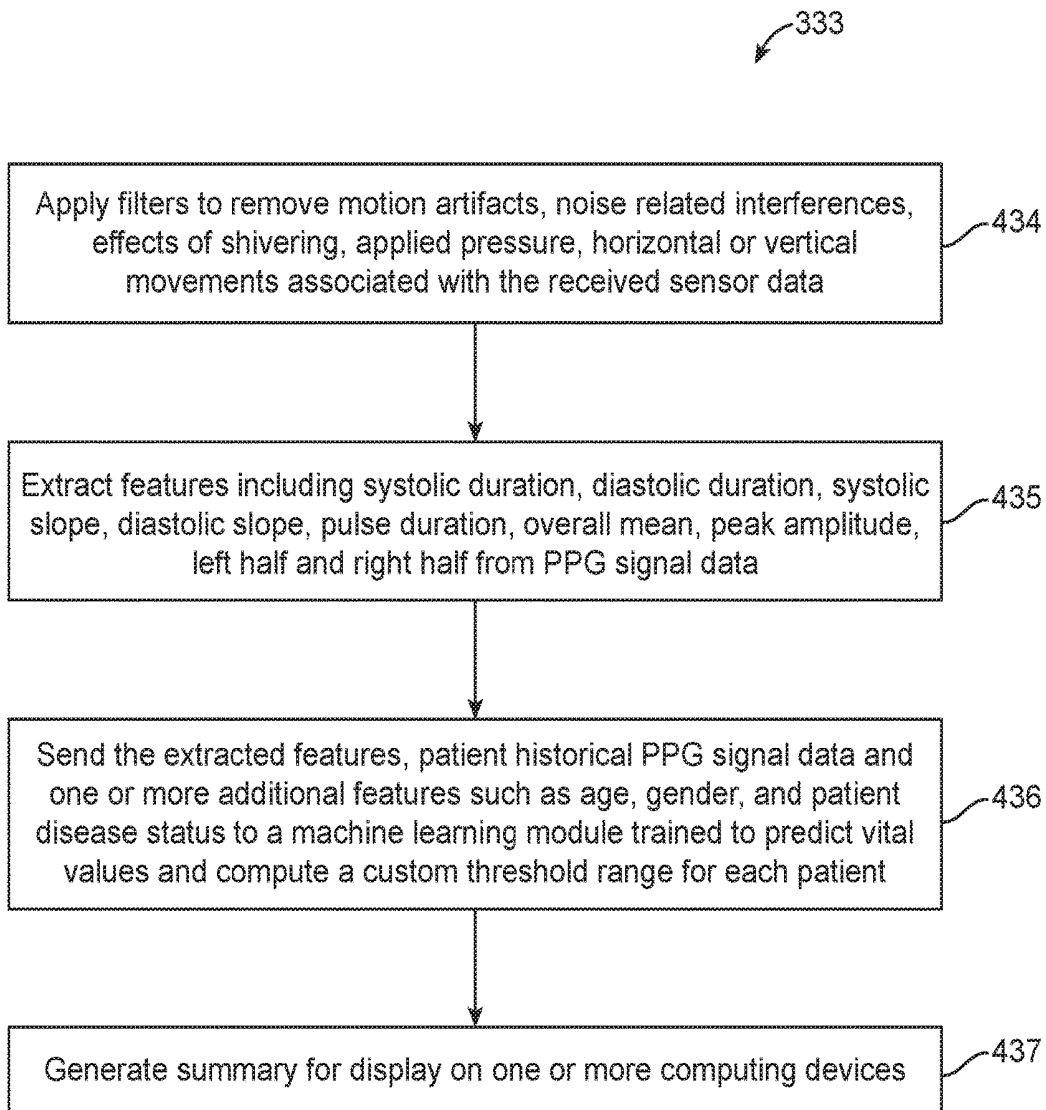 333
Apply filters to remove motion artifacts, noise related interferences,
effects of shivering, applied pressure, horizontal or vertical
movements associated with the received sensor data
434
Extract features including systolic duration, diastolic duration, systolic
slope, diastolic slope, pulse duration, overall mean, peak amplitude,
left half and right half from PPG signal data
435
Send the extracted features, patient historical PPG signal data and
one or more additional features such as age, gender, and patient
disease status to a machine learning module trained to predict vital
values and compute a custom threshold range for each patient
436
Generate summary for display on one or more computing devices
437